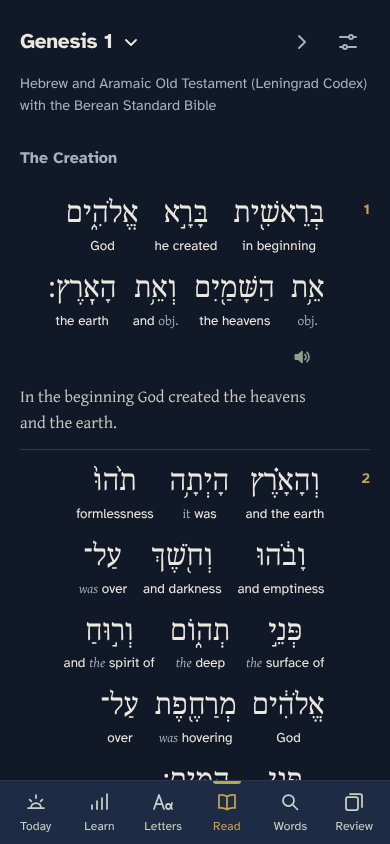 Genesis 1
Hebrew and Aramaic Old Testament (Leningrad Codex)
with the Berean Standard Bible
The Creation
1
בְּרֵאשִׁ֖ית בָּרָ֣א אֱלֹהִ֑ים
in beginning he created God
אֵ֥ת הַשָּׁמַ֖יִם וְאֵ֥ת הָאָֽרֶץ׃
obj. the heavens and obj. the earth
In the beginning God created the heavens
and the earth.
2
וְהָאָ֗רֶץ הָיְתָ֥ה תֹ֙הוּ֙
and the earth it was formlessness
וָבֹ֔הוּ וְחֹ֖שֶׁךְ עַל־
and emptiness and darkness was over
פְּנֵ֣י תְה֑וֹם וְר֣וּחַ
the surface of the deep and the spirit of
אֱלֹהִ֔ים מְרַחֶ֖פֶת עַל־
God was hovering over
Today Learn Letters Read Words Review